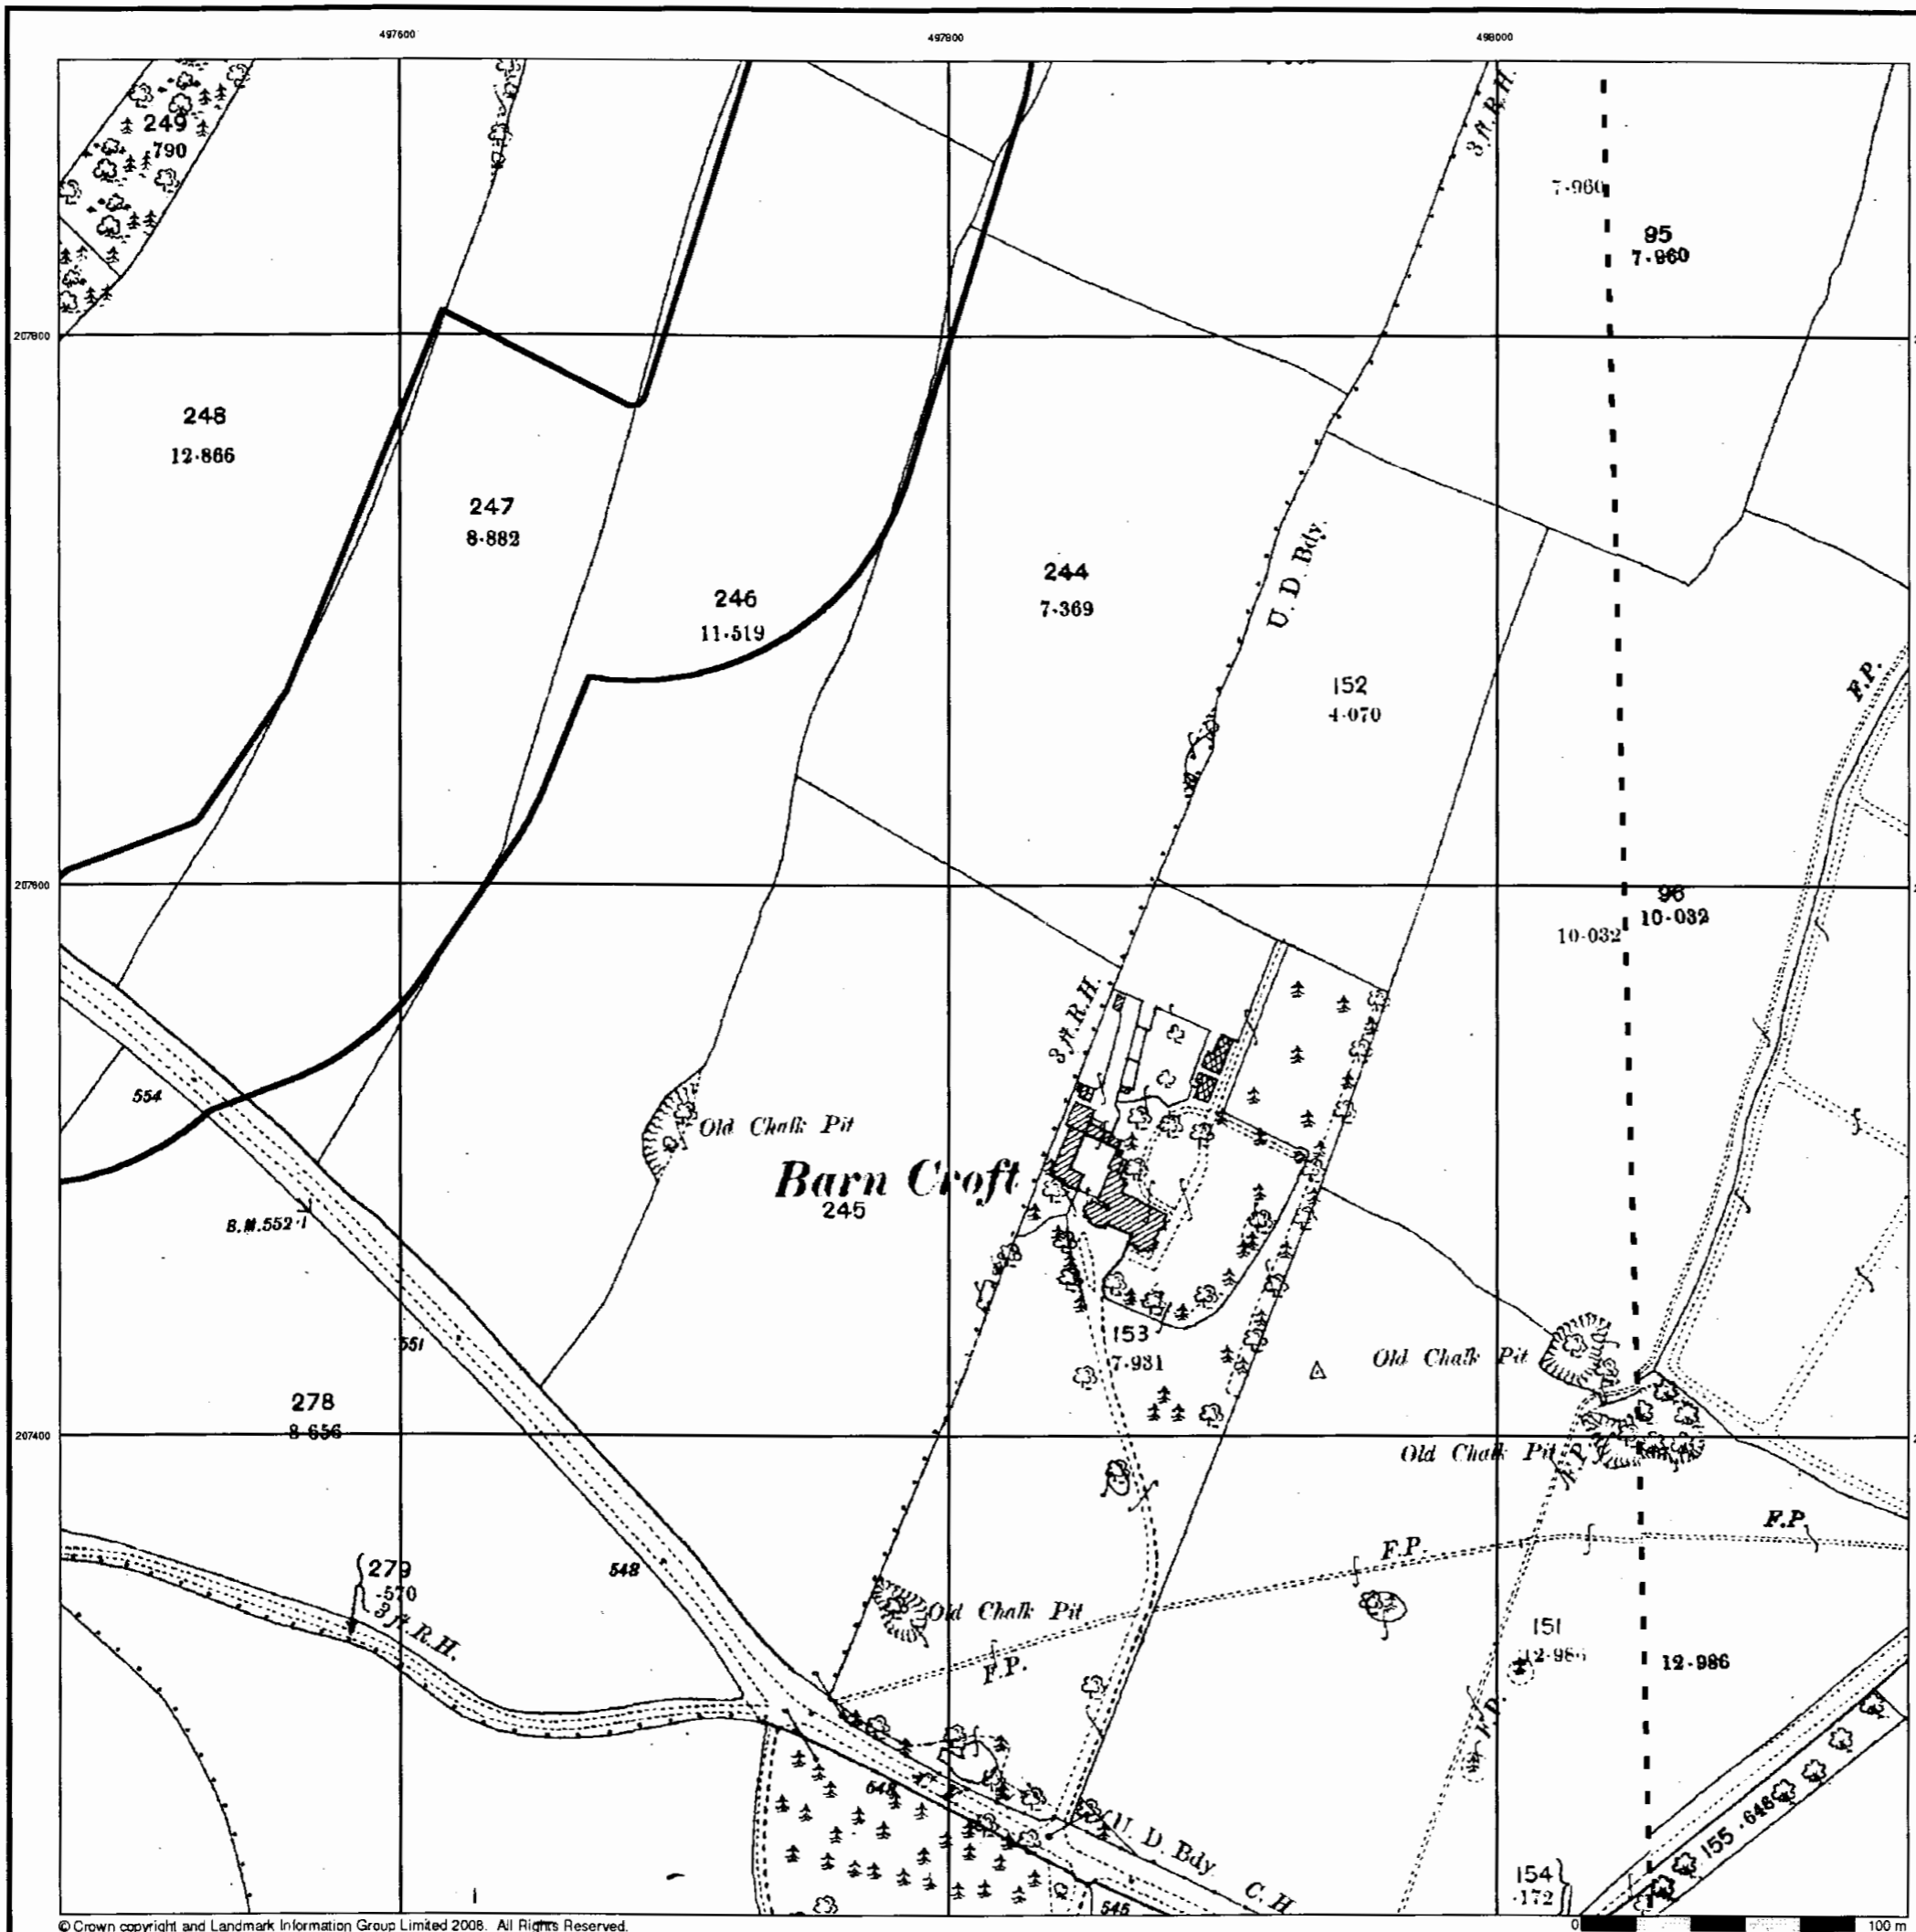 497600
497800
498000
3 ft. R.H.
249
790
7·960
95
7·960
207800
248
12·866
247
8·882
U. D. Bdy.
244
7·369
246
11·519
152
4·070
F.P.
207600
96
10·032
10·032
3 ft. R.H.
554
Old Chalk Pit
Barn Croft
245
B.M. 552·1
551
153
7·931
Old Chalk Pit
278
8·656
207400
Old Chalk Pit
F.P.
F.P.
F.P.
279
·570
3 ft. R.H.
548
Old Chalk Pit
F.P.
151
12·986
12·986
F.P.
548
U. D. Bdy
C. H
155 ·648
154
·172
545
© Crown copyright and Landmark Information Group Limited 2008. All Rights Reserved.
0
100 m